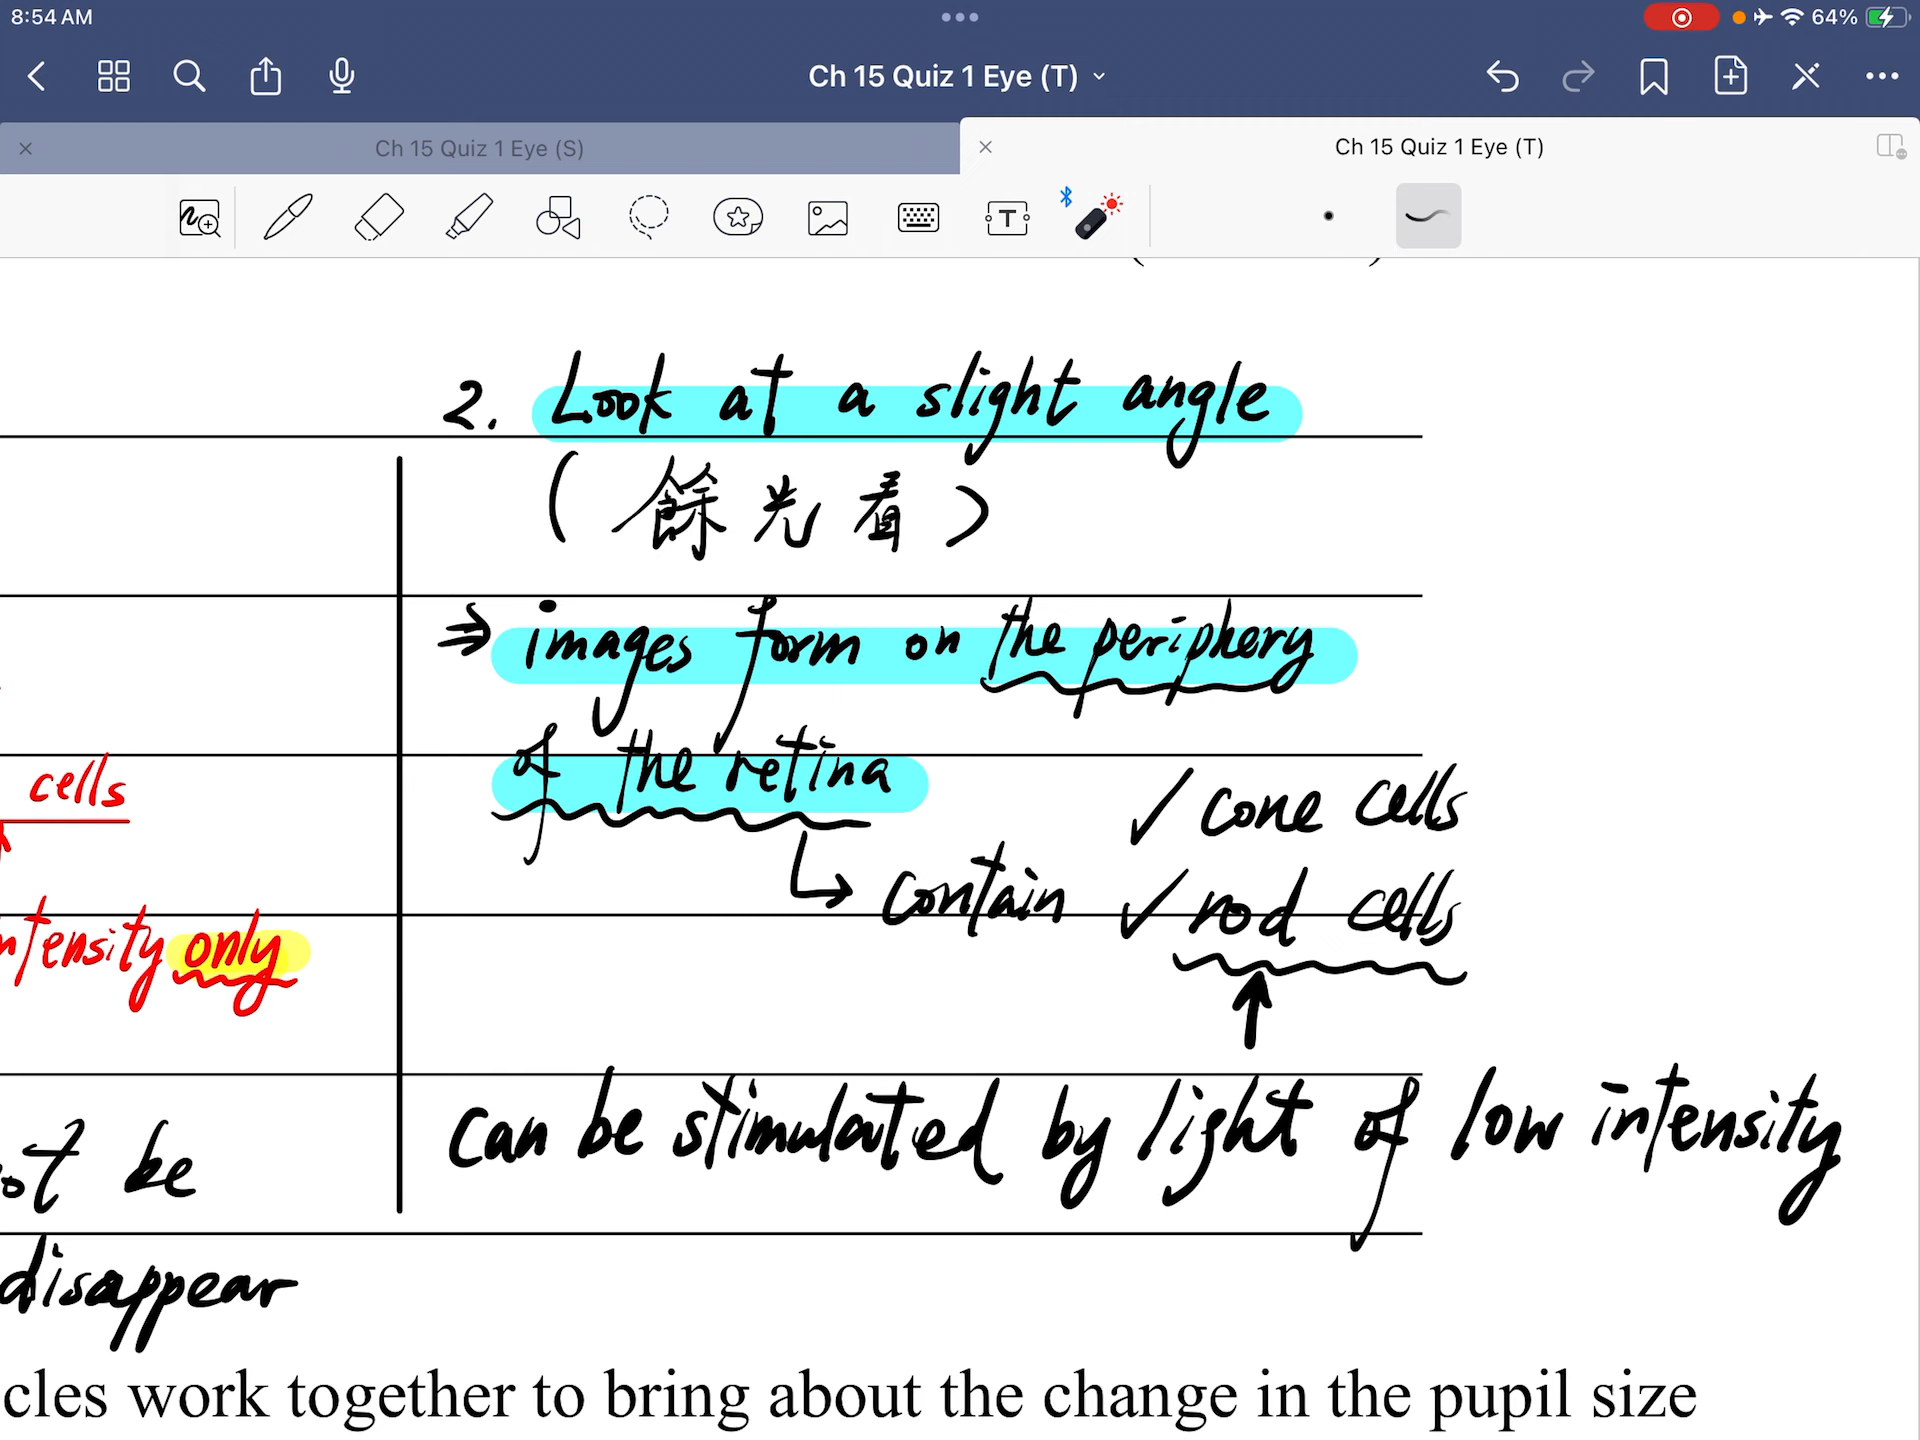 8:54 AM
64%
Ch 15 Quiz 1 Eye (T)
Ch 15 Quiz 1 Eye (S)
Ch 15 Quiz 1 Eye (T)
T
2. Look at a slight angle
(餘光看)
⇒ images form on the periphery
of the retina
↳ contain
✓ cone cells
✓ rod cells
↑
can be stimulated by light of low intensity
cells
ntensity only
ot be
disappear
cles work together to bring about the change in the pupil size